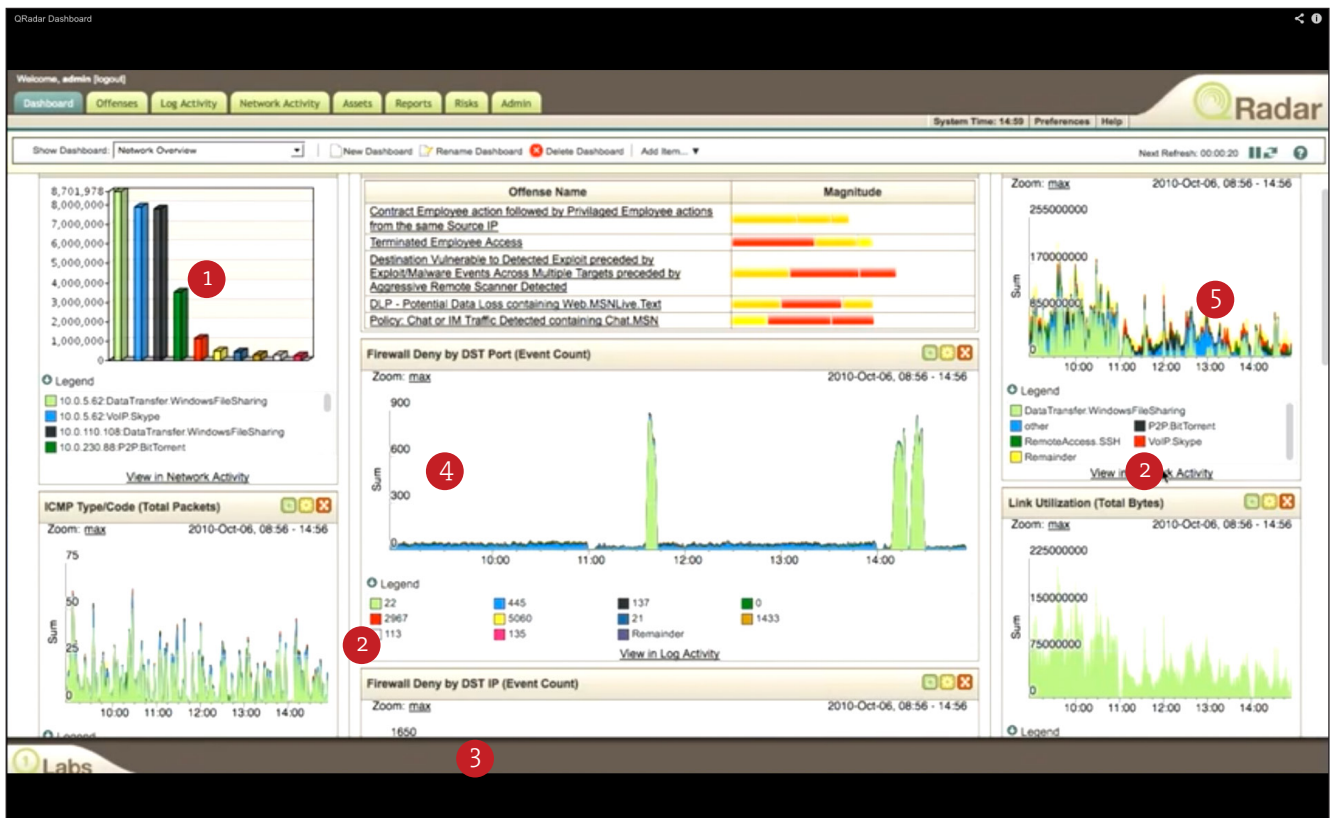 QRadar Dashboard
Welcome, admin [logout]
Dashboard Offenses Log Activity Network Activity Assets Reports Risks Admin
QRadar
System Time: 14:59 Preferences Help
Show Dashboard: Network Overview New Dashboard Rename Dashboard Delete Dashboard Add Item... ▼
Next Refresh: 00:00:20
8,701,978
8,000,000
7,000,000
6,000,000
5,000,000
4,000,000
3,000,000
2,000,000
1,000,000
0
1
Legend
10.0.5.62:DataTransfer.WindowsFileSharing
10.0.5.62:VoIP.Skype
10.0.110.108:DataTransfer.WindowsFileSharing
10.0.230.88:P2P.BitTorrent
View in Network Activity
ICMP Type/Code (Total Packets)
Zoom: max 2010-Oct-06, 08:56 - 14:56
75
50
25
0
Sum
10:00 11:00 12:00 13:00 14:00
Legend
Offense Name Magnitude
Contract Employee action followed by Privilaged Employee actions
from the same Source IP
Terminated Employee Access
Destination Vulnerable to Detected Exploit preceded by
Exploit/Malware Events Across Multiple Targets preceded by
Aggressive Remote Scanner Detected
DLP - Potential Data Loss containing Web.MSNLive.Text
Policy: Chat or IM Traffic Detected containing Chat.MSN
Firewall Deny by DST Port (Event Count)
Zoom: max 2010-Oct-06, 08:56 - 14:56
900
600
300
0
Sum
4
10:00 11:00 12:00 13:00 14:00
Legend
22 445 137 0
2967 5060 21 1433
113 135 Remainder
2
View in Log Activity
Firewall Deny by DST IP (Event Count)
Zoom: max 2010-Oct-06, 08:56 - 14:56
1650
3
Zoom: max 2010-Oct-06, 08:56 - 14:56
255000000
170000000
85000000
0
Sum
5
10:00 11:00 12:00 13:00 14:00
Legend
DataTransfer.WindowsFileSharing
other P2P.BitTorrent
RemoteAccess.SSH VoIP.Skype
Remainder
View in Activity
2
Link Utilization (Total Bytes)
Zoom: max 2010-Oct-06, 08:56 - 14:56
225000000
150000000
75000000
0
Sum
10:00 11:00 12:00 13:00 14:00
Legend
1 Labs